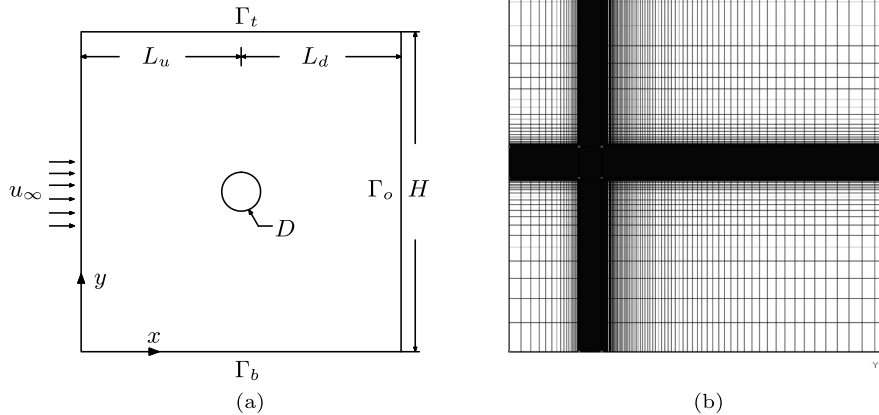 Γ_t
L_u L_d
u_∞
Γ_o H
D
y
x
Γ_b
Y
(a)
(b)